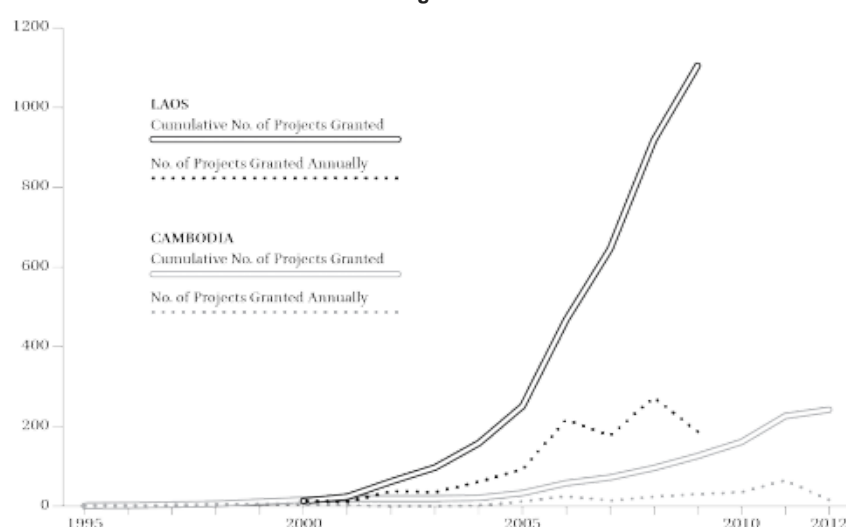 1200
1000
800
600
400
200
0
LAOS
Cumulative No. of Projects Granted
No. of Projects Granted Annually
CAMBODIA
Cumulative No. of Projects Granted
No. of Projects Granted Annually
1995 2000 2005 2010 2012